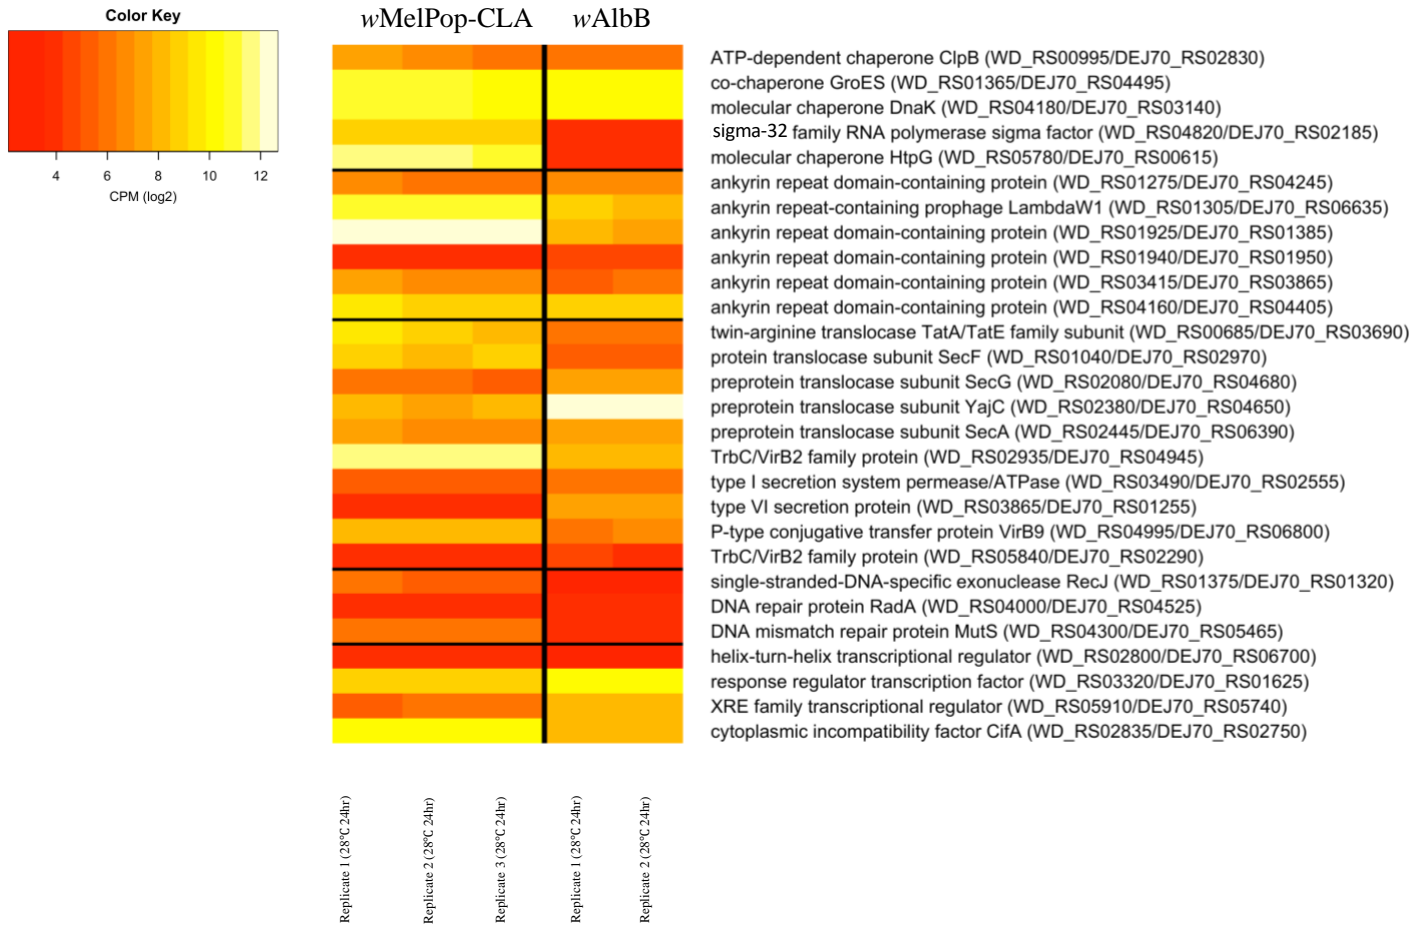 Color Key
4 6 8 10 12
CPM (log2)
wMelPop-CLA wAlbB
ATP-dependent chaperone ClpB (WD_RS00995/DEJ70_RS02830)
co-chaperone GroES (WD_RS01365/DEJ70_RS04495)
molecular chaperone DnaK (WD_RS04180/DEJ70_RS03140)
sigma-32 family RNA polymerase sigma factor (WD_RS04820/DEJ70_RS02185)
molecular chaperone HtpG (WD_RS05780/DEJ70_RS00615)
ankyrin repeat domain-containing protein (WD_RS01275/DEJ70_RS04245)
ankyrin repeat-containing prophage LambdaW1 (WD_RS01305/DEJ70_RS06635)
ankyrin repeat domain-containing protein (WD_RS01925/DEJ70_RS01385)
ankyrin repeat domain-containing protein (WD_RS01940/DEJ70_RS01950)
ankyrin repeat domain-containing protein (WD_RS03415/DEJ70_RS03865)
ankyrin repeat domain-containing protein (WD_RS04160/DEJ70_RS04405)
twin-arginine translocase TatA/TatE family subunit (WD_RS00685/DEJ70_RS03690)
protein translocase subunit SecF (WD_RS01040/DEJ70_RS02970)
preprotein translocase subunit SecG (WD_RS02080/DEJ70_RS04680)
preprotein translocase subunit YajC (WD_RS02380/DEJ70_RS04650)
preprotein translocase subunit SecA (WD_RS02445/DEJ70_RS06390)
TrbC/VirB2 family protein (WD_RS02935/DEJ70_RS04945)
type I secretion system permease/ATPase (WD_RS03490/DEJ70_RS02555)
type VI secretion protein (WD_RS03865/DEJ70_RS01255)
P-type conjugative transfer protein VirB9 (WD_RS04995/DEJ70_RS06800)
TrbC/VirB2 family protein (WD_RS05840/DEJ70_RS02290)
single-stranded-DNA-specific exonuclease RecJ (WD_RS01375/DEJ70_RS01320)
DNA repair protein RadA (WD_RS04000/DEJ70_RS04525)
DNA mismatch repair protein MutS (WD_RS04300/DEJ70_RS05465)
helix-turn-helix transcriptional regulator (WD_RS02800/DEJ70_RS06700)
response regulator transcription factor (WD_RS03320/DEJ70_RS01625)
XRE family transcriptional regulator (WD_RS05910/DEJ70_RS05740)
cytoplasmic incompatibility factor CifA (WD_RS02835/DEJ70_RS02750)
Replicate 1 (28℃ 24hr)
Replicate 2 (28℃ 24hr)
Replicate 3 (28℃ 24hr)
Replicate 1 (28℃ 24hr)
Replicate 2 (28℃ 24hr)